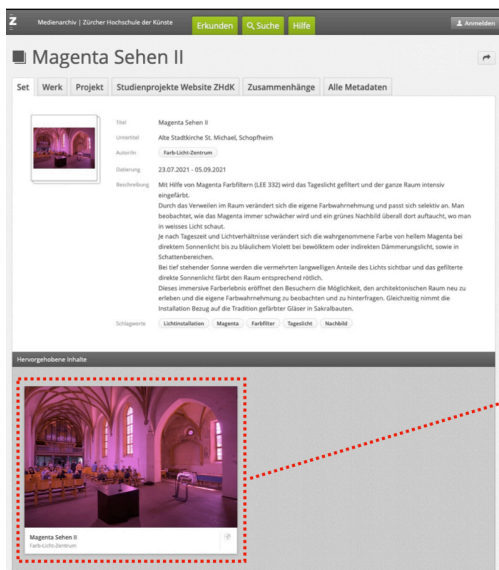 Z
Medienarchiv | Zürcher Hochschule der Künste
Erkunden
Suche
Hilfe
Anmelden
Magenta Sehen II
Set
Werk
Projekt
Studienprojekte Website ZHdK
Zusammenhänge
Alle Metadaten
Titel Magenta Sehen II
Untertitel Alte Stadtkirche St. Michael, Schopfheim
AutorIn Farb-Licht-Zentrum
Datierung 23.07.2021 - 05.09.2021
Beschreibung Mit Hilfe von Magenta Farbfiltern (LEE 332) wird das Tageslicht gefiltert und der ganze Raum intensiv
eingefärbt.
Durch das Verweilen im Raum verändert sich die eigene Farbwahrnehmung und passt sich selektiv an. Man
beobachtet, wie das Magenta immer schwächer wird und ein grünes Nachbild überall dort auftaucht, wo man
in weisses Licht schaut.
Je nach Tageszeit und Lichtverhältnisse verändert sich die wahrgenommene Farbe von hellem Magenta bei
direktem Sonnenlicht bis zu bläulichem Violett bei bewölktem oder indirekten Dämmerungslicht, sowie in
Schattenbereichen.
Bei tief stehender Sonne werden die vermehrten langwelligen Anteile des Lichts sichtbar und das gefilterte
direkte Sonnenlicht färbt den Raum entsprechend rötlich.
Dieses immersive Farberlebnis eröffnet den Besuchern die Möglichkeit, den architektonischen Raum neu zu
erleben und die eigene Farbwahrnehmung zu beobachten und zu hinterfragen. Gleichzeitig nimmt die
Installation Bezug auf die Tradition gefärbter Gläser in Sakralbauten.
Schlagworte Lichtinstallation Magenta Farbfilter Tageslicht Nachbild
Hervorgehobene Inhalte
Magenta Sehen II
Farb-Licht-Zentrum